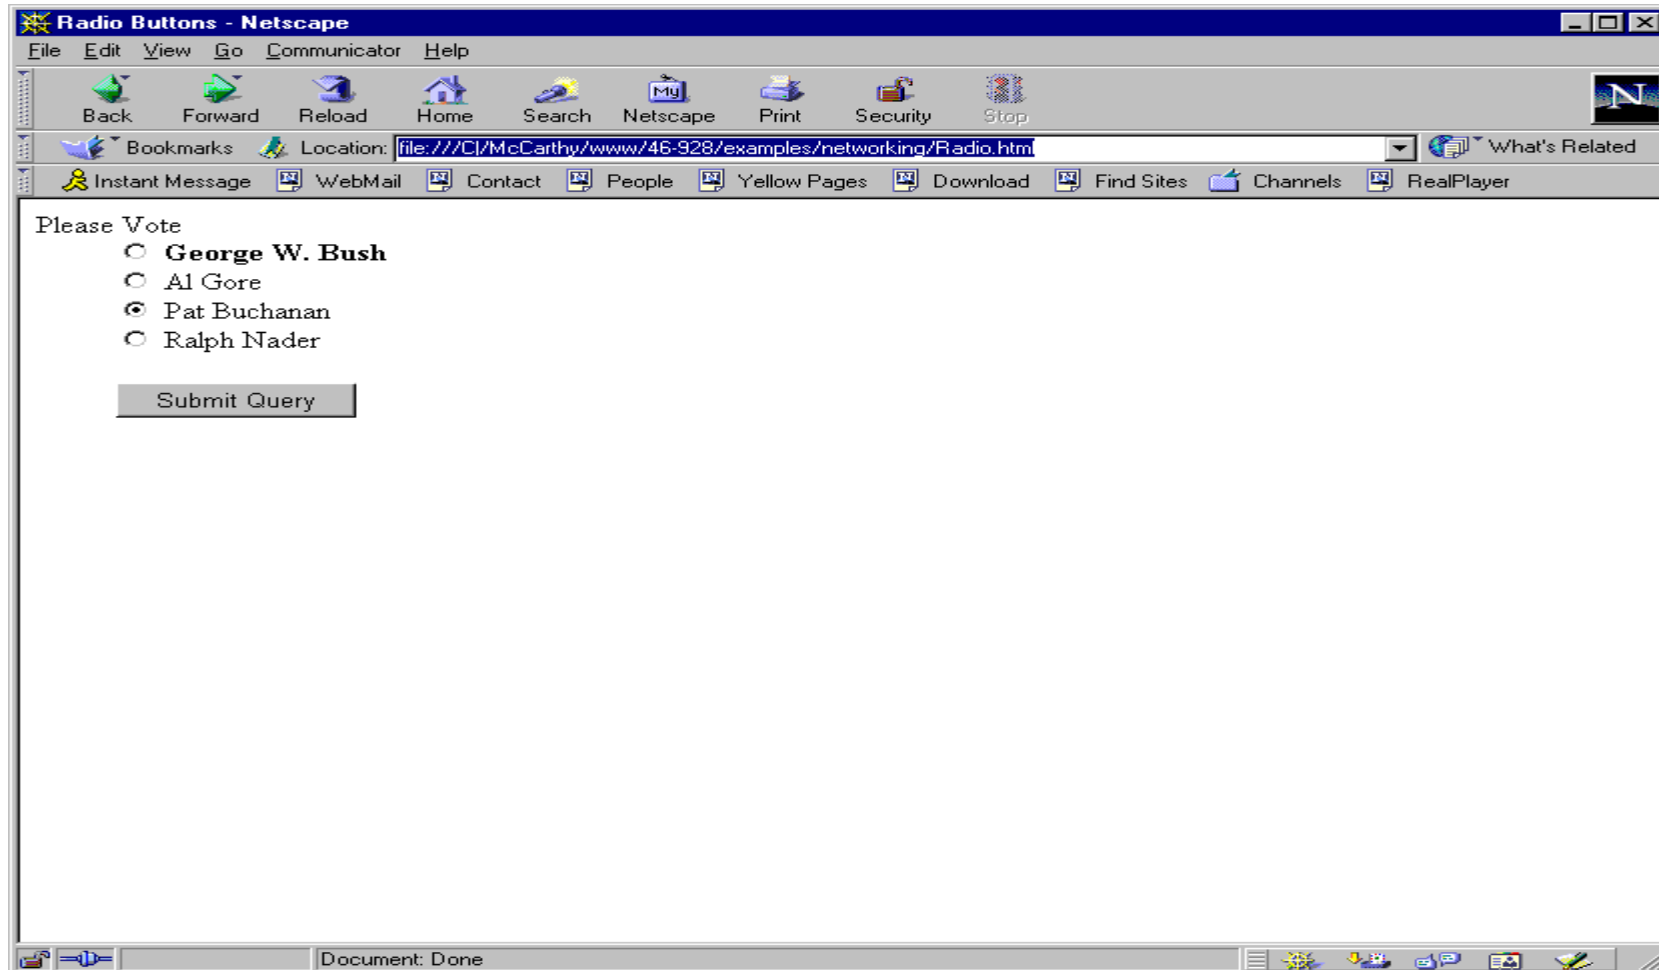 Radio Buttons - Netscape
File Edit View Go Communicator Help
My N
Back Forward Reload Home Search Netscape Print Security Stop
Bookmarks Location: file:///C|/McCarthy/www/46-928/examples/networking/Radio.html What's Related
Instant Message WebMail Contact People Yellow Pages Download Find Sites Channels RealPlayer
Please Vote
George W. Bush
Al Gore
Pat Buchanan
Ralph Nader
Submit Query
Document: Done